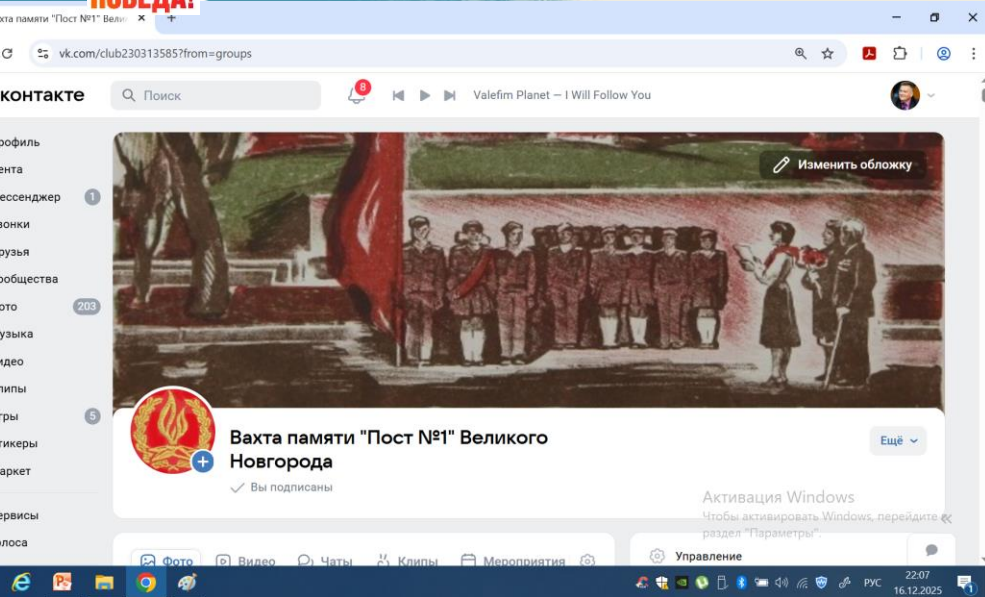 ПОБЕДА!
хта памяти "Пост №1" Вели
vk.com/club230313585?from=groups
контакте
Поиск
8
Valefim Planet — I Will Follow You
рофиль
ента
ессенджер 1
вонки
рузья
ообщества
ото 203
узыка
идео
липы
гры 5
тикеры
аркет
ервисы
олоса
Изменить обложку
Вахта памяти "Пост №1" Великого
Новгорода
Вы подписаны
Ещё
Активация Windows
Чтобы активировать Windows, перейдите в
раздел "Параметры".
Фото Видео Чаты Клипы Мероприятия
Управление
РУС
22:07
16.12.2025
1